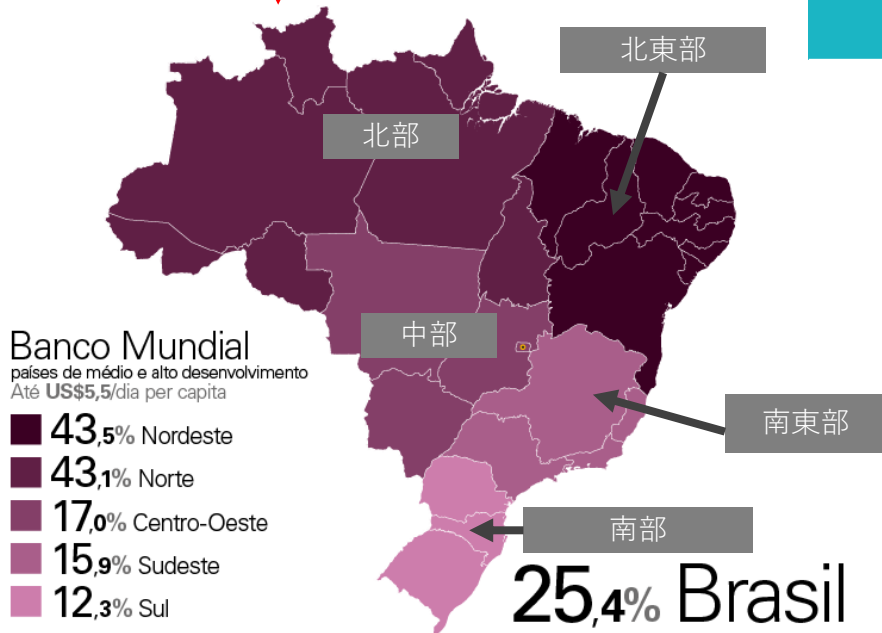 北東部
北部
中部
Banco Mundial
países de médio e alto desenvolvimento
Até US$5,5/dia per capita
43,5% Nordeste
43,1% Norte
17,0% Centro-Oeste
15,9% Sudeste
12,3% Sul
南東部
南部
25,4% Brasil